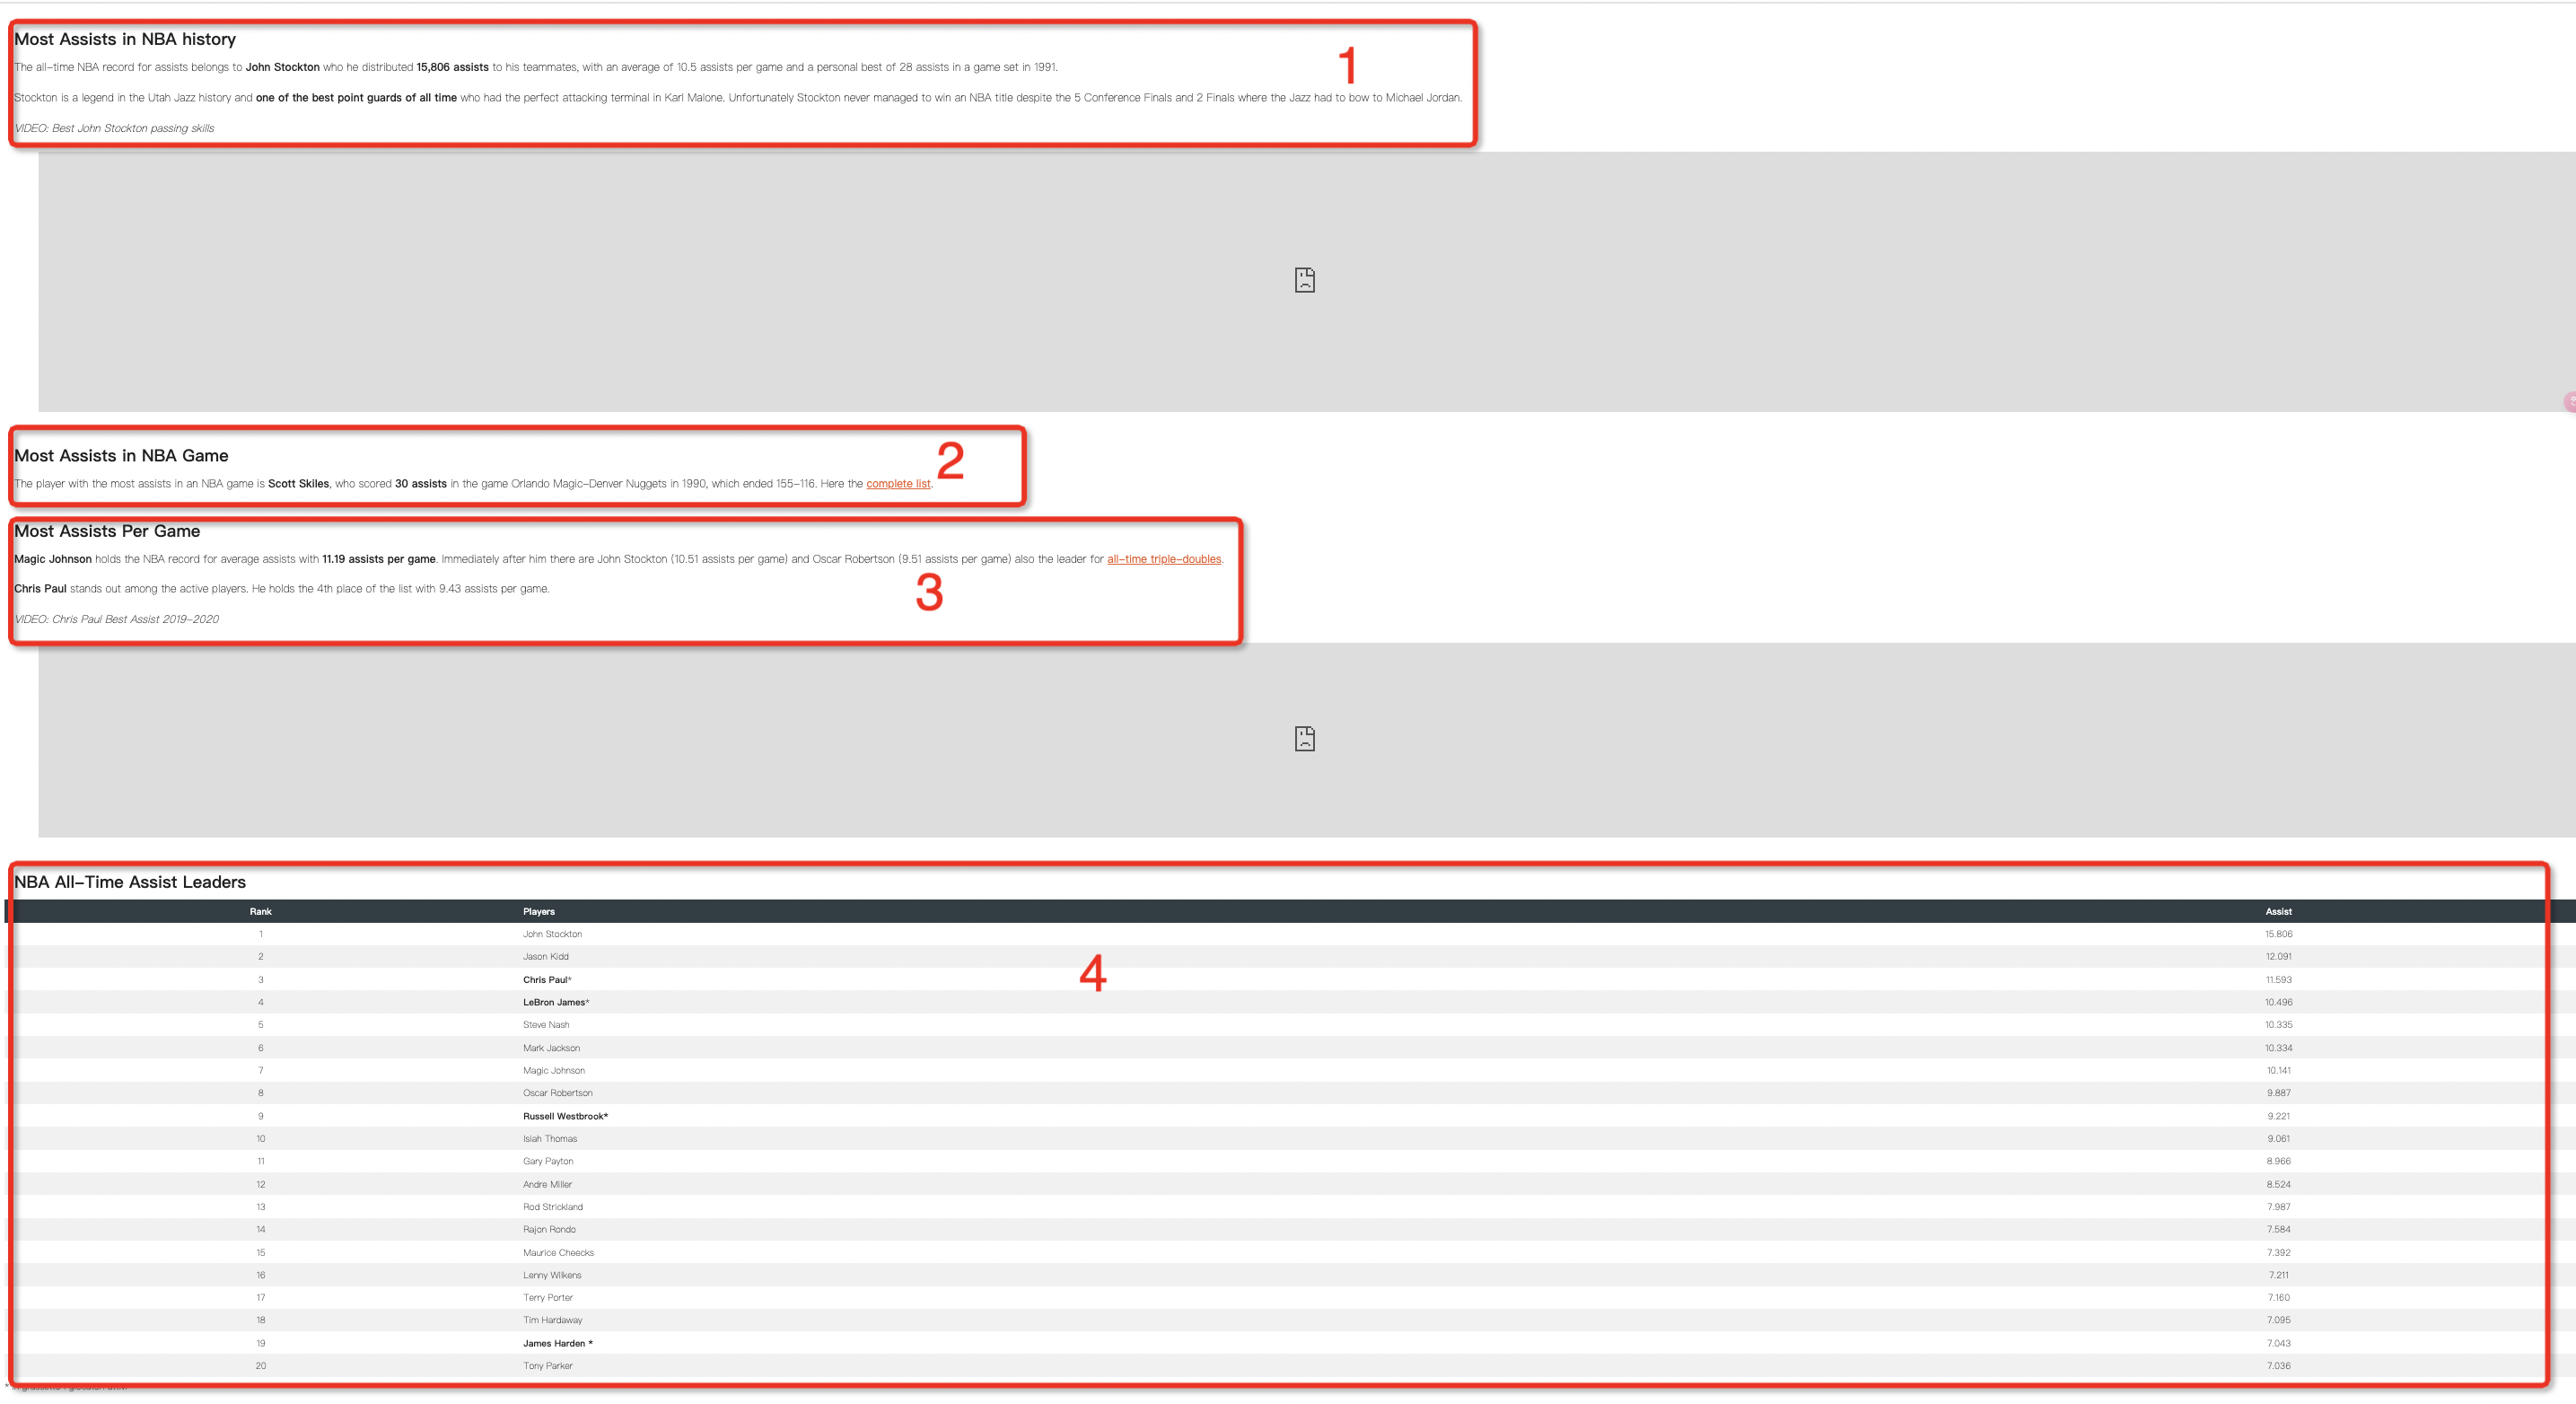 Most Assists in NBA history
1
The all-time NBA record for assists belongs to John Stockton who he distributed 15,806 assists to his teammates, with an average of 10.5 assists per game and a personal best of 28 assists in a game set in 1991.
Stockton is a legend in the Utah Jazz history and one of the best point guards of all time who had the perfect attacking terminal in Karl Malone. Unfortunately Stockton never managed to win an NBA title despite the 5 Conference Finals and 2 Finals where the Jazz had to bow to Michael Jordan.
VIDEO: Best John Stockton passing skills
Most Assists in NBA Game
2
The player with the most assists in an NBA game is Scott Skiles, who scored 30 assists in the game Orlando Magic-Denver Nuggets in 1990, which ended 155-116. Here the complete list.
Most Assists Per Game
Magic Johnson holds the NBA record for average assists with 11.19 assists per game. Immediately after him there are John Stockton (10.51 assists per game) and Oscar Robertson (9.51 assists per game) also the leader for all-time triple-doubles.
Chris Paul stands out among the active players. He holds the 4th place of the list with 9.43 assists per game.
3
VIDEO: Chris Paul Best Assist 2019-2020
NBA All-Time Assist Leaders
Rank Players Assist
1 John Stockton 15.806
2 Jason Kidd 12.091
3 Chris Paul* 11.593
4
4 LeBron James* 10.496
5 Steve Nash 10.335
6 Mark Jackson 10.334
7 Magic Johnson 10.141
8 Oscar Robertson 9.887
9 Russell Westbrook* 9.221
10 Isiah Thomas 9.061
11 Gary Payton 8.966
12 Andre Miller 8.524
13 Rod Strickland 7.987
14 Rajon Rondo 7.584
15 Maurice Cheecks 7.392
16 Lenny Wilkens 7.211
17 Terry Porter 7.160
18 Tim Hardaway 7.095
19 James Harden * 7.043
20 Tony Parker 7.036